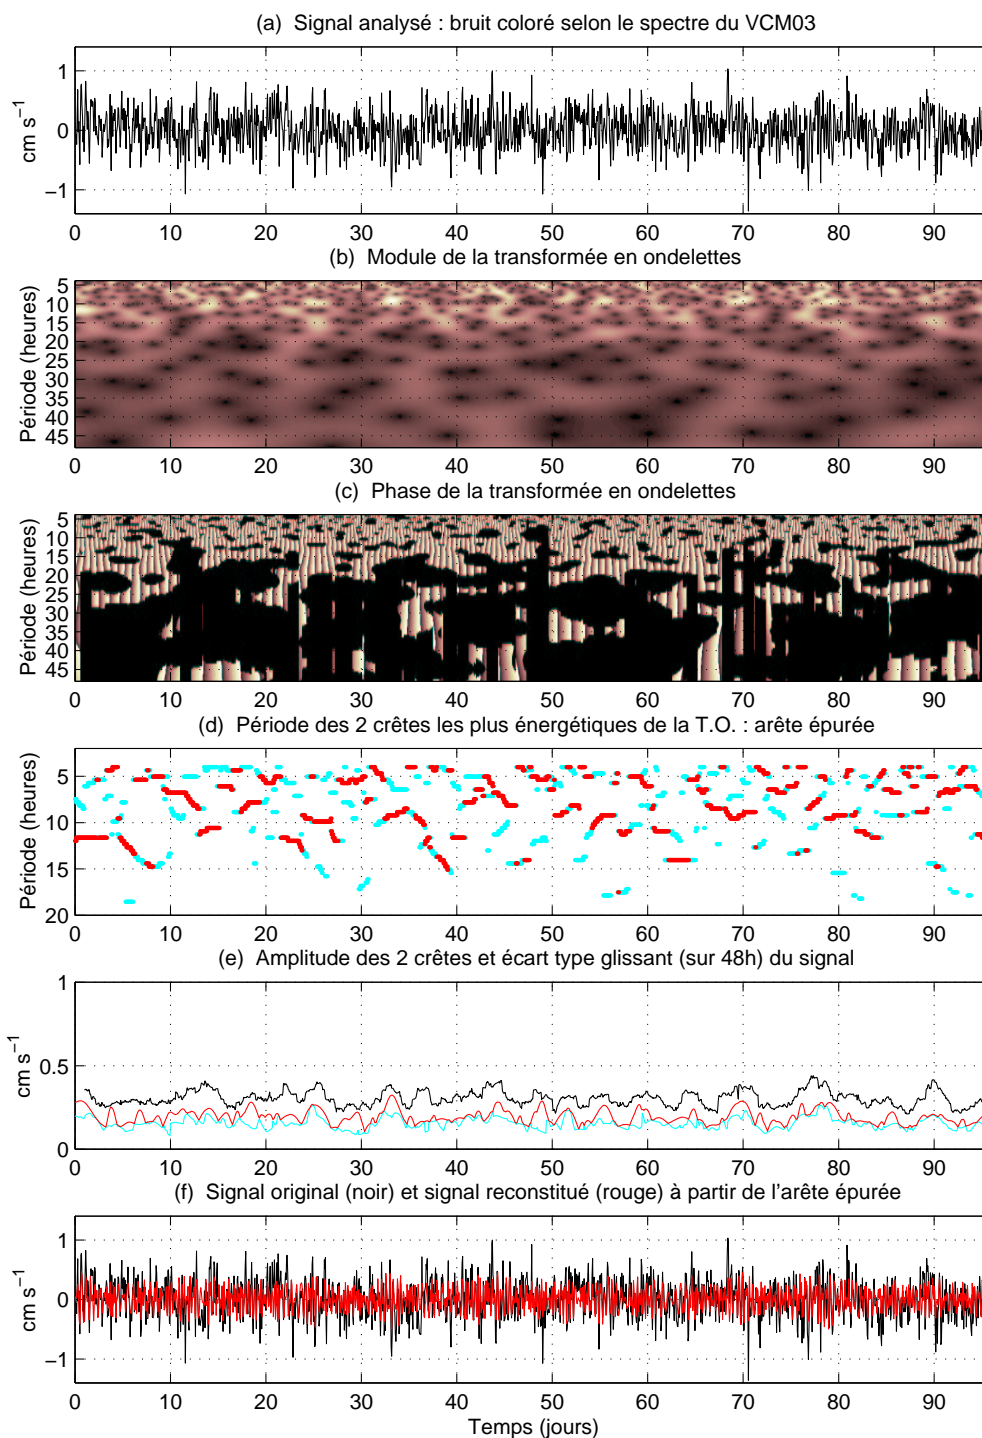 (a) Signal analysé : bruit coloré selon le spectre du VCM03
1
0
−1
cm s⁻¹
0 10 20 30 40 50 60 70 80 90
(b) Module de la transformée en ondelettes
5
10
15
20
25
30
35
40
45
Période (heures)
0 10 20 30 40 50 60 70 80 90
(c) Phase de la transformée en ondelettes
5
10
15
20
25
30
35
40
45
Période (heures)
0 10 20 30 40 50 60 70 80 90
(d) Période des 2 crêtes les plus énergétiques de la T.O. : arête épurée
5
10
15
20
Période (heures)
0 10 20 30 40 50 60 70 80 90
(e) Amplitude des 2 crêtes et écart type glissant (sur 48h) du signal
1
0.5
0
cm s⁻¹
0 10 20 30 40 50 60 70 80 90
(f) Signal original (noir) et signal reconstitué (rouge) à partir de l'arête épurée
1
0
−1
cm s⁻¹
0 10 20 30 40 50 60 70 80 90
Temps (jours)